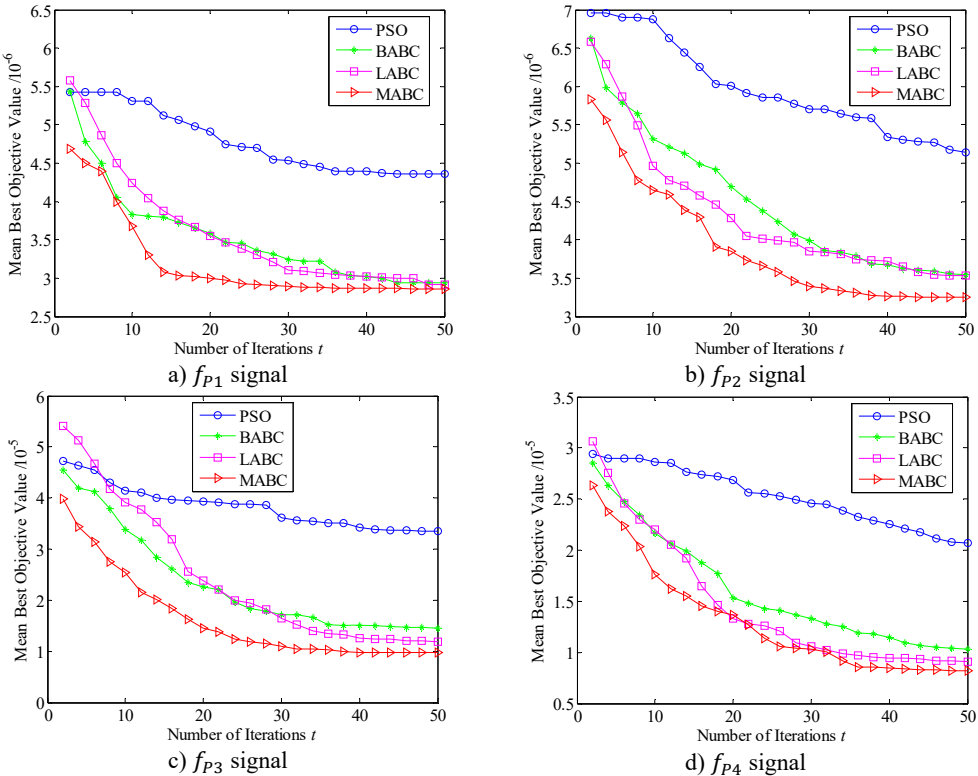 Mean Best Objective Value /10^-6
5.5
5
4.5
4
3.5
3
2.5
0
10
20
30
40
50
PSO
BABC
LABC
MABC
Number of Iterations t
a) f_P1 signal
Mean Best Objective Value /10^-6
7
6.5
6
5.5
5
4.5
4
3.5
3
0
10
20
30
40
50
PSO
BABC
LABC
MABC
Number of Iterations t
b) f_P2 signal
Mean Best Objective Value /10^-5
6
5
4
3
2
1
0
0
10
20
30
40
50
PSO
BABC
LABC
MABC
Number of Iterations t
c) f_P3 signal
Mean Best Objective Value /10^-5
3.5
3
2.5
2
1.5
1
0.5
0
10
20
30
40
50
PSO
BABC
LABC
MABC
Number of Iterations t
d) f_P4 signal